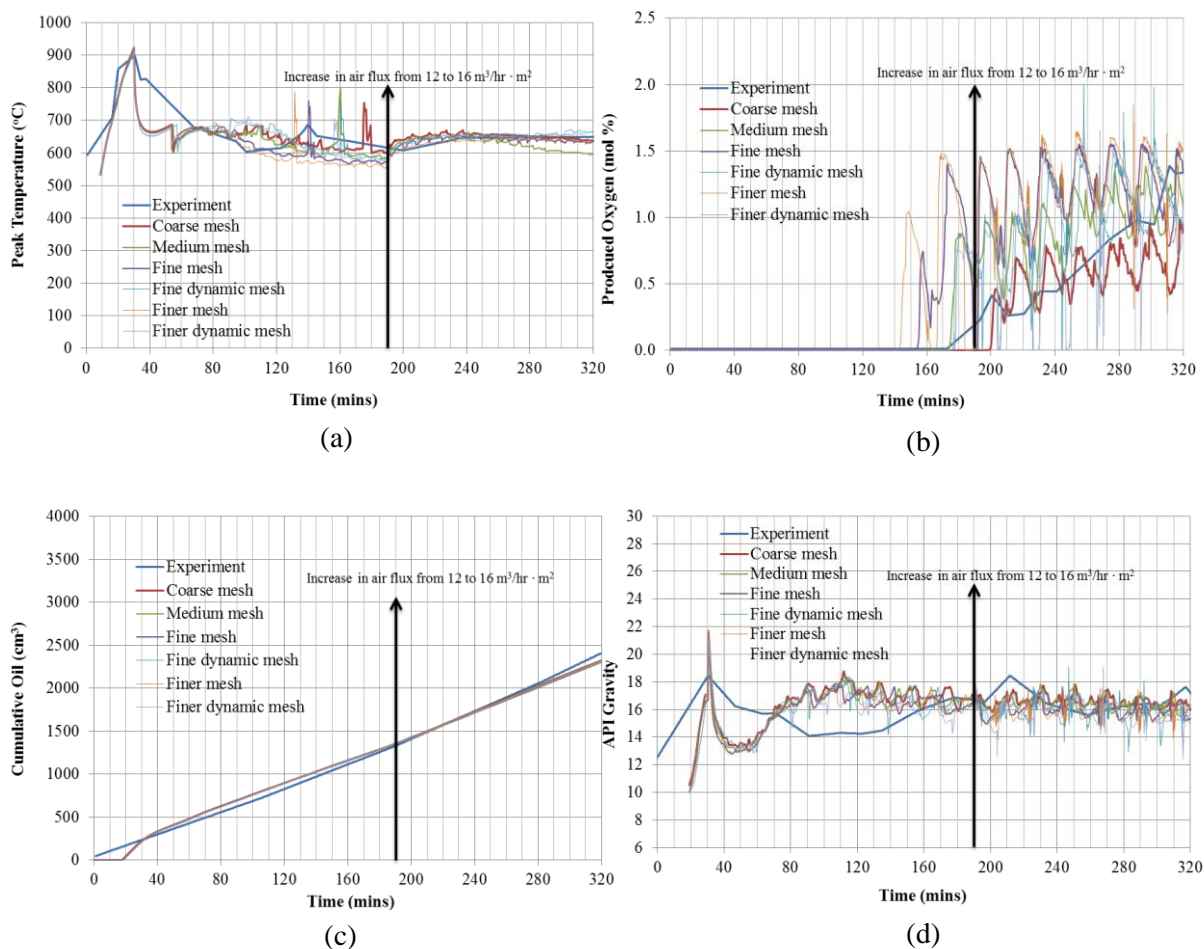 1000
900
800
700
600
500
400
300
200
100
0
Peak Temperature (°C)
Increase in air flux from 12 to 16 m³/hr · m²
Experiment
Coarse mesh
Medium mesh
Fine mesh
Fine dynamic mesh
Finer mesh
Finer dynamic mesh
0 40 80 120 160 200 240 280 320
Time (mins)
(a)
2.5
2.0
1.5
1.0
0.5
0.0
Prodcued Oxygen (mol %)
Increase in air flux from 12 to 16 m³/hr · m²
Experiment
Coarse mesh
Medium mesh
Fine mesh
Fine dynamic mesh
Finer mesh
Finer dynamic mesh
0 40 80 120 160 200 240 280 320
Time (mins)
(b)
4000
3500
3000
2500
2000
1500
1000
500
0
Cumulative Oil (cm³)
Increase in air flux from 12 to 16 m³/hr · m²
Experiment
Coarse mesh
Medium mesh
Fine mesh
Fine dynamic mesh
Finer mesh
Finer dynamic mesh
0 40 80 120 160 200 240 280 320
Time (mins)
(c)
30
28
26
24
22
20
18
16
14
12
10
8
6
4
2
0
API Gravity
Increase in air flux from 12 to 16 m³/hr · m²
Experiment
Coarse mesh
Medium mesh
Fine mesh
Fine dynamic mesh
Finer mesh
Finer dynamic mesh
0 40 80 120 160 200 240 280 320
Time (mins)
(d)